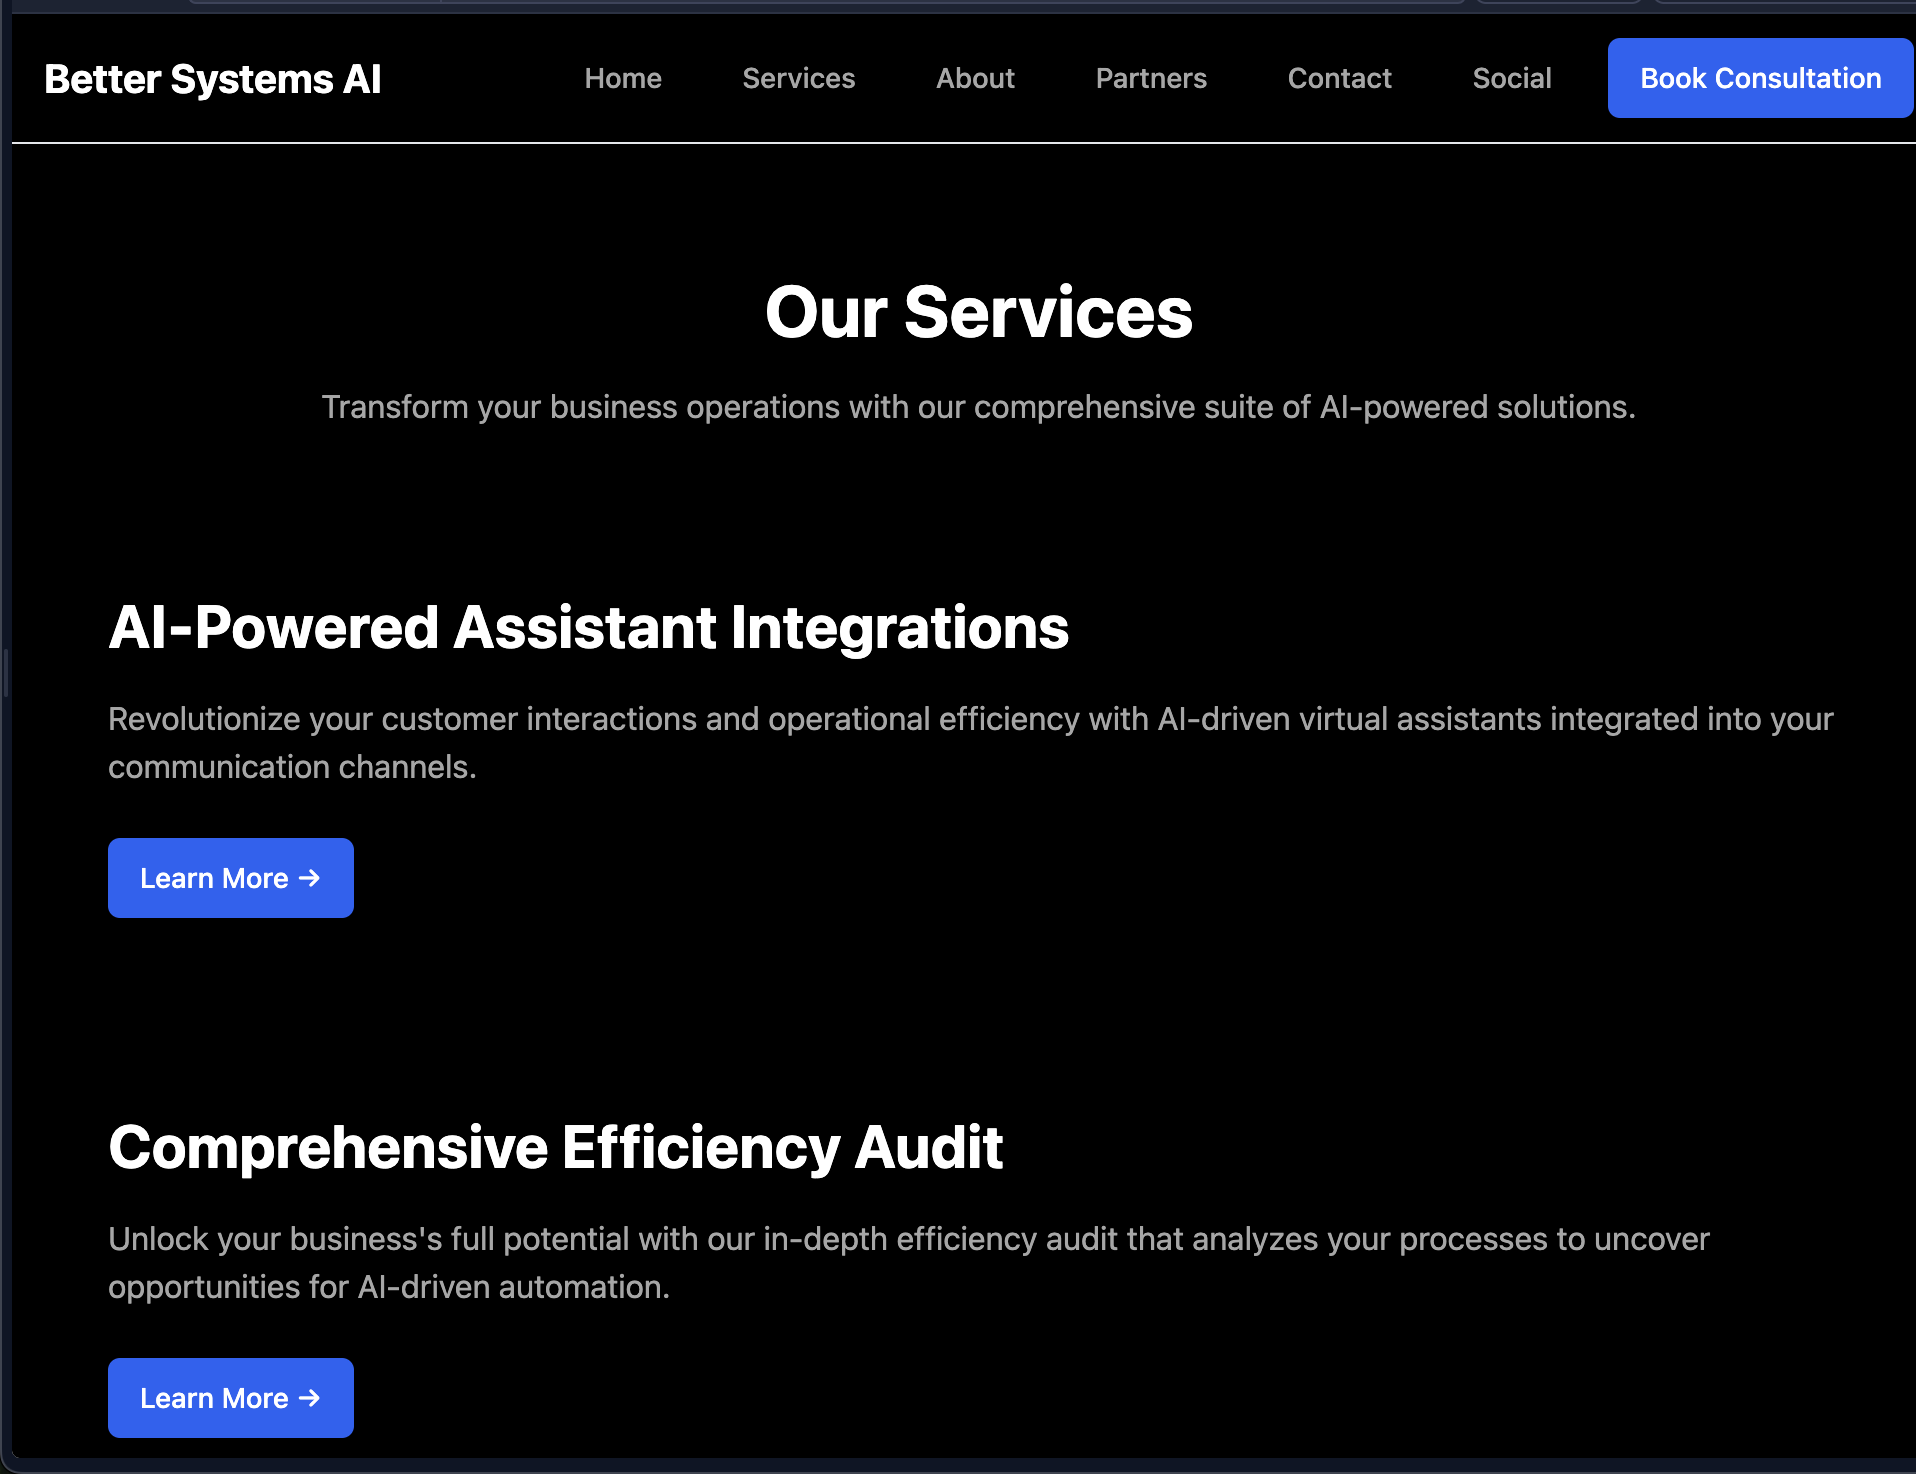 Better Systems AI
Home
Services
About
Partners
Contact
Social
Book Consultation
Our Services
Transform your business operations with our comprehensive suite of AI-powered solutions.
AI-Powered Assistant Integrations
Revolutionize your customer interactions and operational efficiency with AI-driven virtual assistants integrated into your
communication channels.
Learn More →
Comprehensive Efficiency Audit
Unlock your business's full potential with our in-depth efficiency audit that analyzes your processes to uncover
opportunities for AI-driven automation.
Learn More →